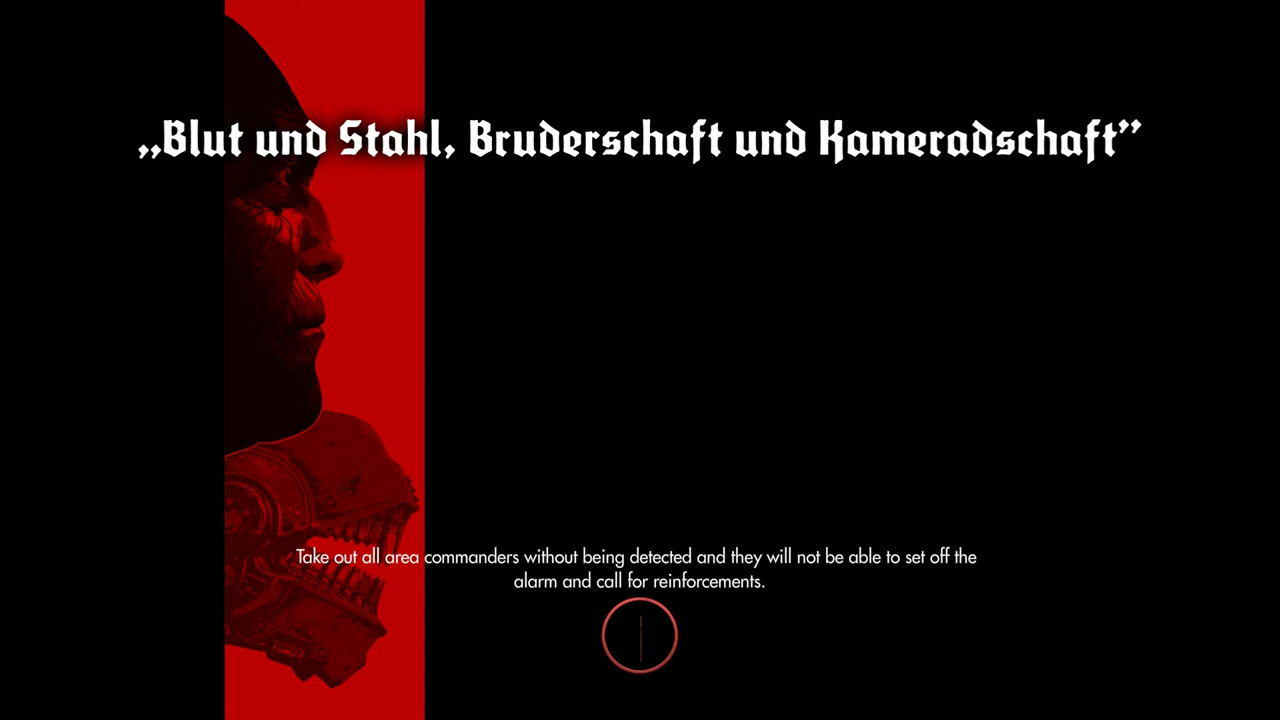 „Blut und Stahl, Bruderschaft und Kameradschaft”
Take out all area commanders without being detected and they will not be able to set off the
alarm and call for reinforcements.